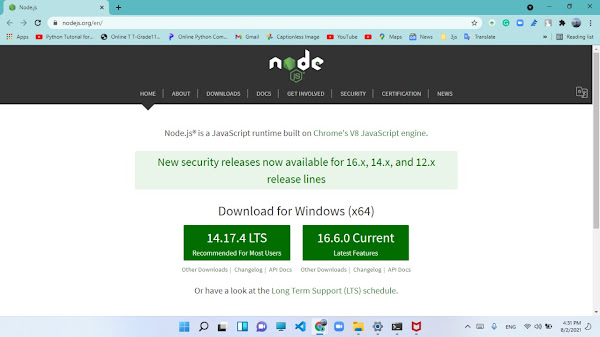 Node.js
nodejs.org/en/
Apps
YouTube
Python Tutorial for...
Online T T-Grade11...
Online Python Com...
Gmail
Captionless Image
YouTube
Maps
News
3js
Translate
»
Reading list
node
JS
HOME | ABOUT | DOWNLOADS | DOCS | GET INVOLVED | SECURITY | CERTIFICATION | NEWS
Node.js® is a JavaScript runtime built on Chrome's V8 JavaScript engine.
New security releases now available for 16.x, 14.x, and 12.x
release lines
Download for Windows (x64)
14.17.4 LTS
Recommended For Most Users
16.6.0 Current
Latest Features
Other Downloads | Changelog | API Docs
Other Downloads | Changelog | API Docs
Or have a look at the Long Term Support (LTS) schedule.
ENG
4:31 PM
8/2/2021